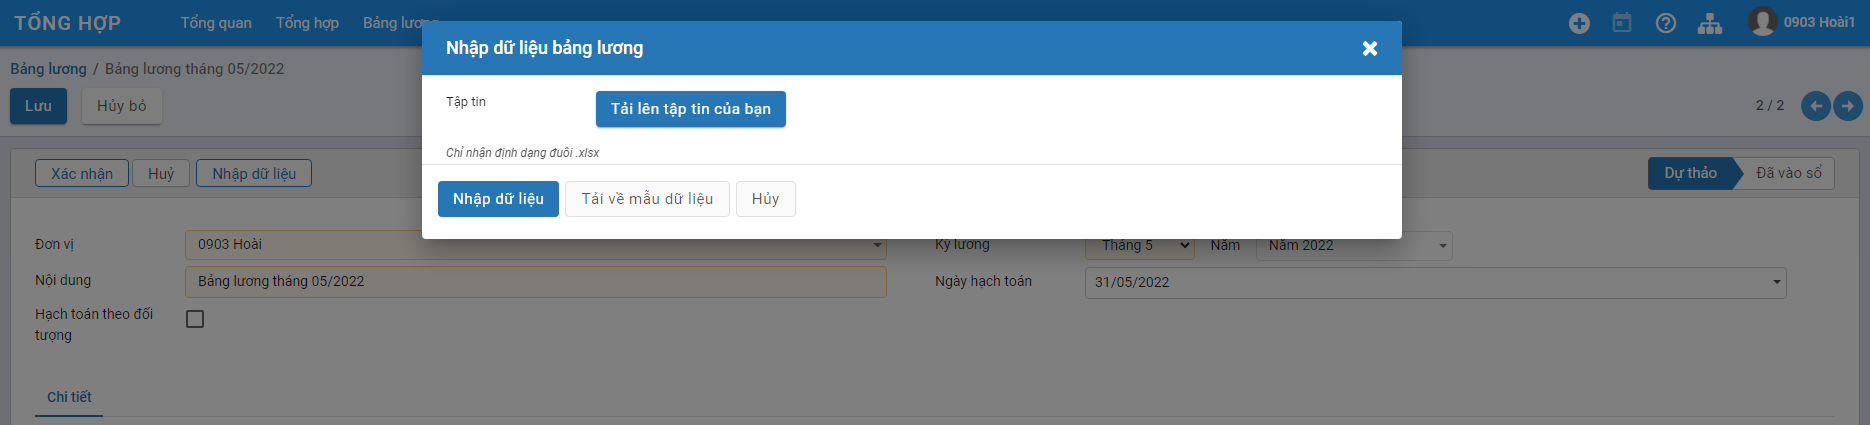 TỔNG HỢP
Tổng quan
Tổng hợp
Bảng lương
0903 Hoài1
Nhập dữ liệu bảng lương
Bảng lương / Bảng lương tháng 05/2022
Lưu
Hủy bỏ
2 / 2
Tập tin
Tải lên tập tin của bạn
Chỉ nhận định dạng đuôi .xlsx
Xác nhận
Huỷ
Nhập dữ liệu
Dự thảo
Đã vào sổ
Nhập dữ liệu
Tải về mẫu dữ liệu
Hủy
Đơn vị
0903 Hoài
Kỳ lương
Tháng 5
Năm
Năm 2022
Nội dung
Bảng lương tháng 05/2022
Ngày hạch toán
31/05/2022
Hạch toán theo đối
tượng
Chi tiết